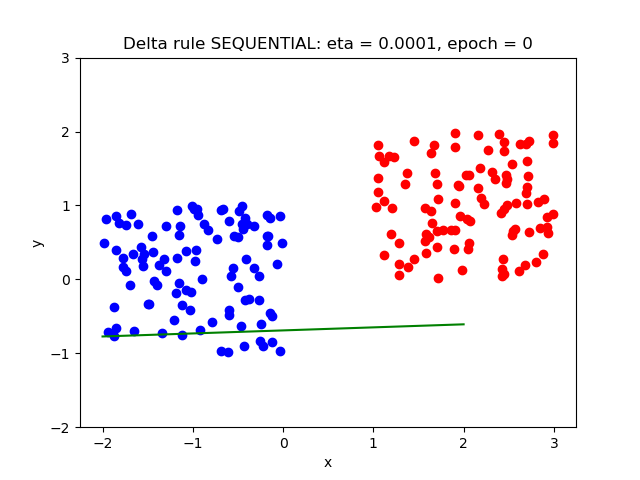 Delta rule SEQUENTIAL: eta = 0.0001, epoch = 0
3
2
1
0
−1
−2
y
−2 −1 0 1 2 3
x